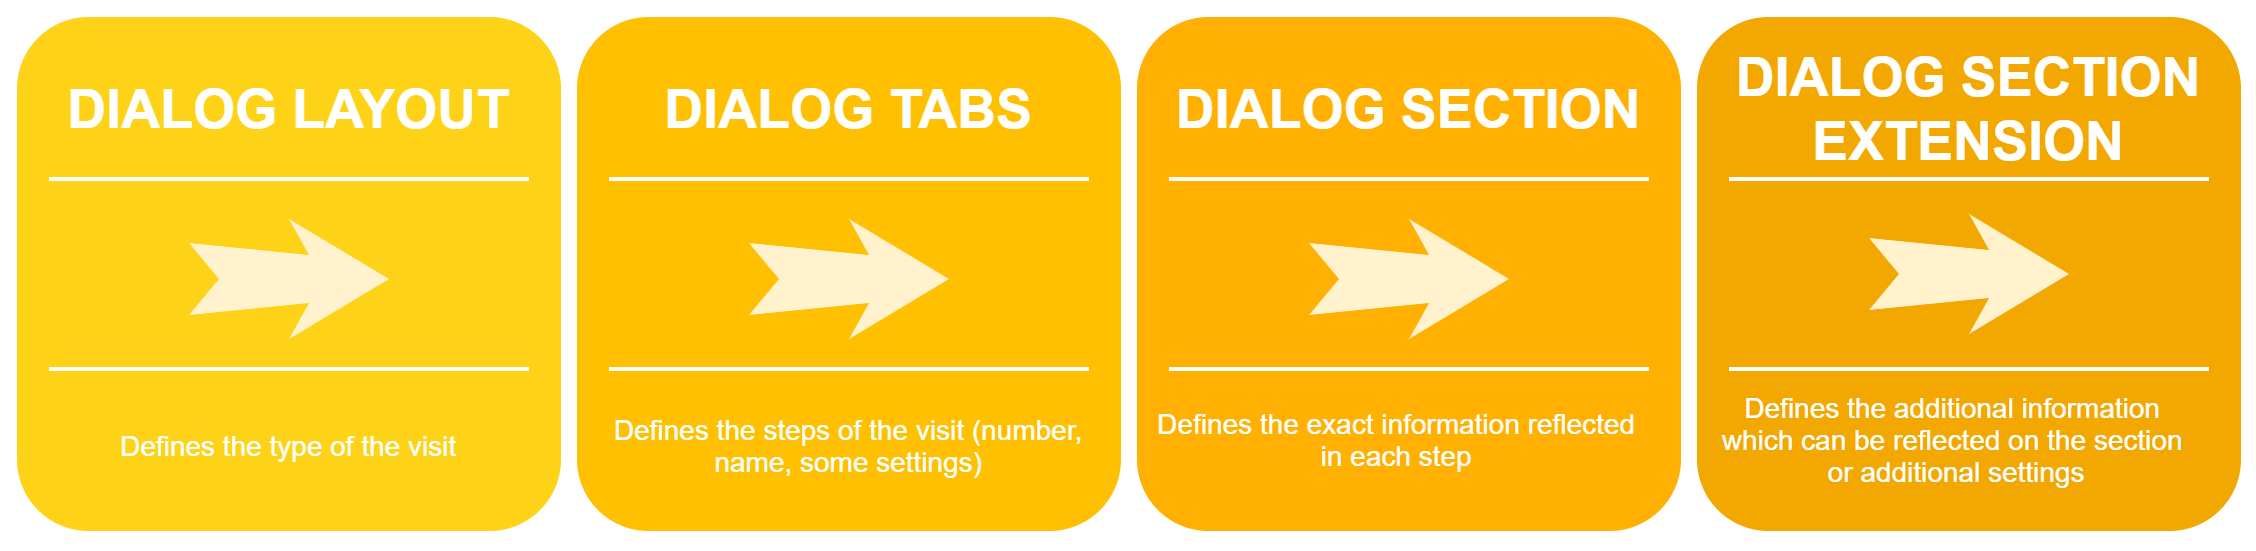 DIALOG LAYOUT
Defines the type of the visit
DIALOG TABS
Defines the steps of the visit (number,
name, some settings)
DIALOG SECTION
Defines the exact information reflected
in each step
DIALOG SECTION
EXTENSION
Defines the additional information
which can be reflected on the section
or additional settings